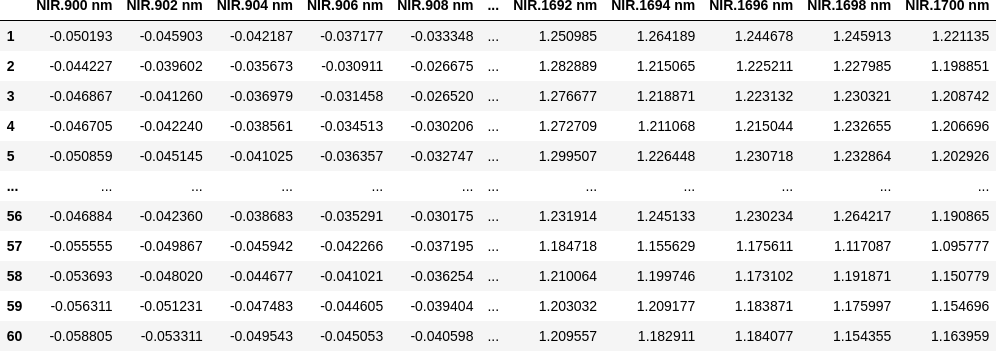 NIR.900 nm NIR.902 nm NIR.904 nm NIR.906 nm NIR.908 nm ... NIR.1692 nm NIR.1694 nm NIR.1696 nm NIR.1698 nm NIR.1700 nm
1 -0.050193 -0.045903 -0.042187 -0.037177 -0.033348 ... 1.250985 1.264189 1.244678 1.245913 1.221135
2 -0.044227 -0.039602 -0.035673 -0.030911 -0.026675 ... 1.282889 1.215065 1.225211 1.227985 1.198851
3 -0.046867 -0.041260 -0.036979 -0.031458 -0.026520 ... 1.276677 1.218871 1.223132 1.230321 1.208742
4 -0.046705 -0.042240 -0.038561 -0.034513 -0.030206 ... 1.272709 1.211068 1.215044 1.232655 1.206696
5 -0.050859 -0.045145 -0.041025 -0.036357 -0.032747 ... 1.299507 1.226448 1.230718 1.232864 1.202926
... ... ... ... ... ... ... ... ... ... ... ...
56 -0.046884 -0.042360 -0.038683 -0.035291 -0.030175 ... 1.231914 1.245133 1.230234 1.264217 1.190865
57 -0.055555 -0.049867 -0.045942 -0.042266 -0.037195 ... 1.184718 1.155629 1.175611 1.117087 1.095777
58 -0.053693 -0.048020 -0.044677 -0.041021 -0.036254 ... 1.210064 1.199746 1.173102 1.191871 1.150779
59 -0.056311 -0.051231 -0.047483 -0.044605 -0.039404 ... 1.203032 1.209177 1.183871 1.175997 1.154696
60 -0.058805 -0.053311 -0.049543 -0.045053 -0.040598 ... 1.209557 1.182911 1.184077 1.154355 1.163959